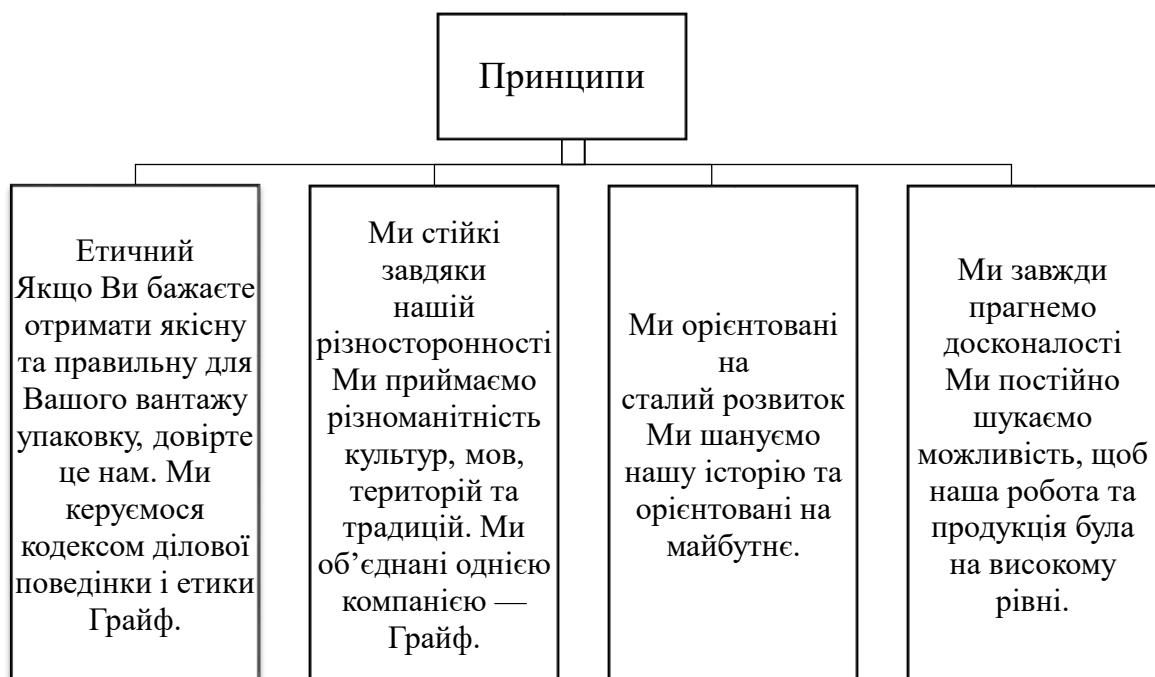 Принципи
Етичний
Якщо Ви бажаєте
отримати якісну
та правильну для
Вашого вантажу
упаковку, довірте
це нам. Ми
керуємося
кодексом ділової
поведінки і етики
Грайф.
Ми стійкі
завдяки
нашій
різносторонності
Ми приймаємо
різноманітність
культур, мов,
територій та
традицій. Ми
об’єднані однією
компанією —
Грайф.
Ми орієнтовані
на
сталий розвиток
Ми шануємо
нашу історію та
орієнтовані на
майбутнє.
Ми завжди
прагнемо
досконалості
Ми постійно
шукаємо
можливість, щоб
наша робота та
продукція була
на високому
рівні.